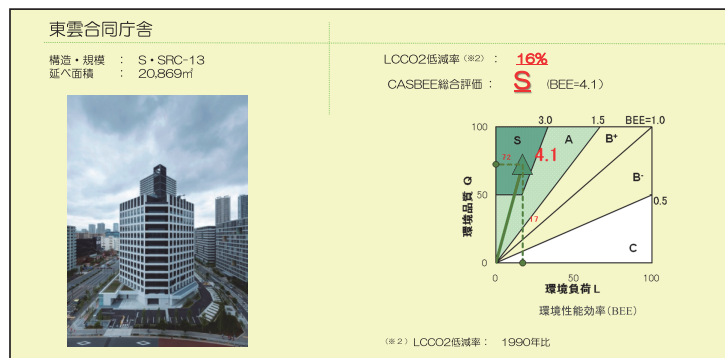 東雲合同庁舎
構造・規模 : S・SRC-13
延べ面積 : 20,869㎡
LCCO2低減率(※2): 16%
CASBEE総合評価: S (BEE=4.1)
3.0 1.5 BEE=1.0
100 S A B+
72 4.1
B-
50 0.5
17
C
0
0 50 100
環境品質 Q
環境負荷 L
環境性能効率(BEE)
(※2) LCCO2低減率: 1990年比